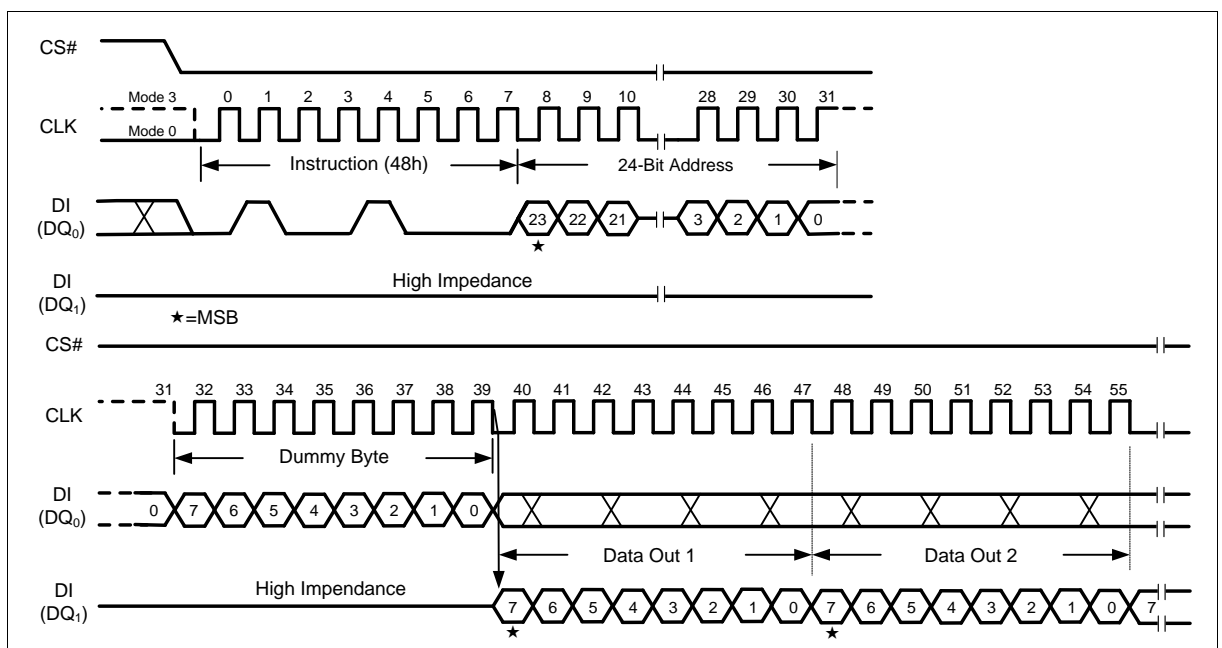 CS#
Mode 3 0 1 2 3 4 5 6 7 8 9 10 28 29 30 31
CLK
Mode 0
Instruction (48h) 24-Bit Address
DI
(DQ0) 23 22 21 3 2 1 0
★
DI
(DQ1) High Impedance
★=MSB
CS#
31 32 33 34 35 36 37 38 39 40 41 42 43 44 45 46 47 48 49 50 51 52 53 54 55
CLK
Dummy Byte
DI
(DQ0) 0 7 6 5 4 3 2 1 0
Data Out 1 Data Out 2
DI
(DQ1) High Impendance 7 6 5 4 3 2 1 0 7 6 5 4 3 2 1 0 7
★ ★